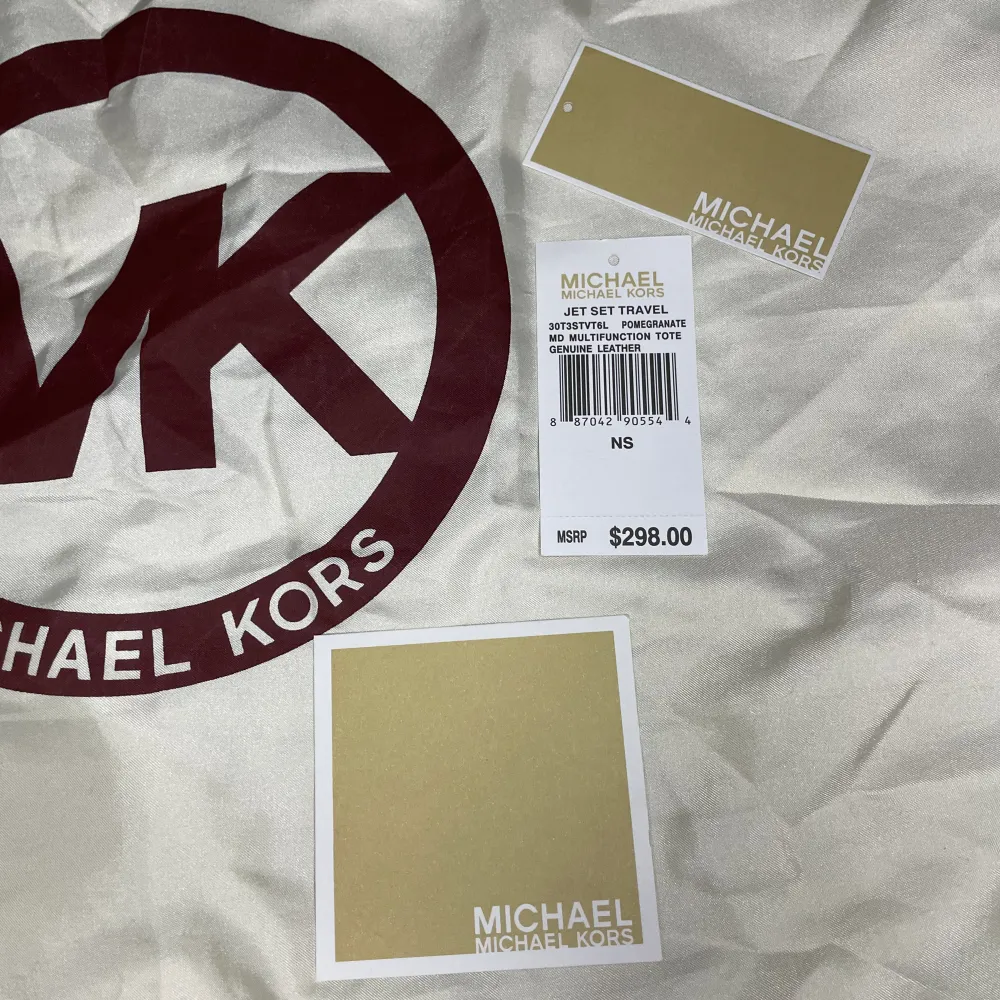 MK
CHAEL KORS
MICHAEL
MICHAEL KORS
MICHAEL
MICHAEL KORS
JET SET TRAVEL
30T3STVT6L POMEGRANATE
MD MULTIFUNCTION TOTE
GENUINE LEATHER
8 87042 90554 4
NS
MSRP $298.00
MICHAEL
MICHAEL KORS